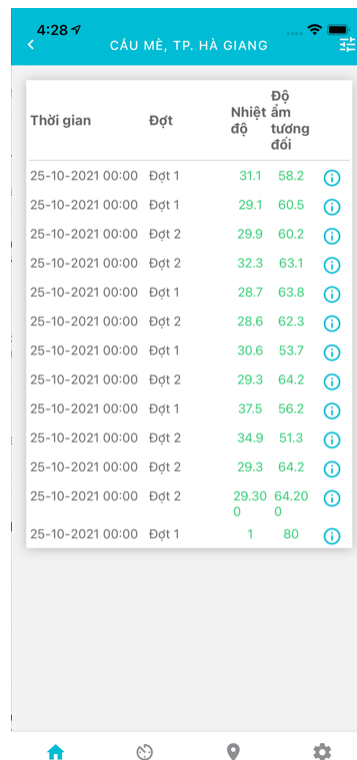 4:28
CẦU MÈ, TP. HÀ GIANG
Thời gian Đợt Nhiệt độ Độ ẩm tương đối
25-10-2021 00:00 Đợt 1 31.1 58.2
25-10-2021 00:00 Đợt 1 29.1 60.5
25-10-2021 00:00 Đợt 2 29.9 60.2
25-10-2021 00:00 Đợt 2 32.3 63.1
25-10-2021 00:00 Đợt 1 28.7 63.8
25-10-2021 00:00 Đợt 2 28.6 62.3
25-10-2021 00:00 Đợt 1 30.6 53.7
25-10-2021 00:00 Đợt 2 29.3 64.2
25-10-2021 00:00 Đợt 1 37.5 56.2
25-10-2021 00:00 Đợt 2 34.9 51.3
25-10-2021 00:00 Đợt 2 29.3 64.2
25-10-2021 00:00 Đợt 2 29.300 64.200
25-10-2021 00:00 Đợt 1 1 80